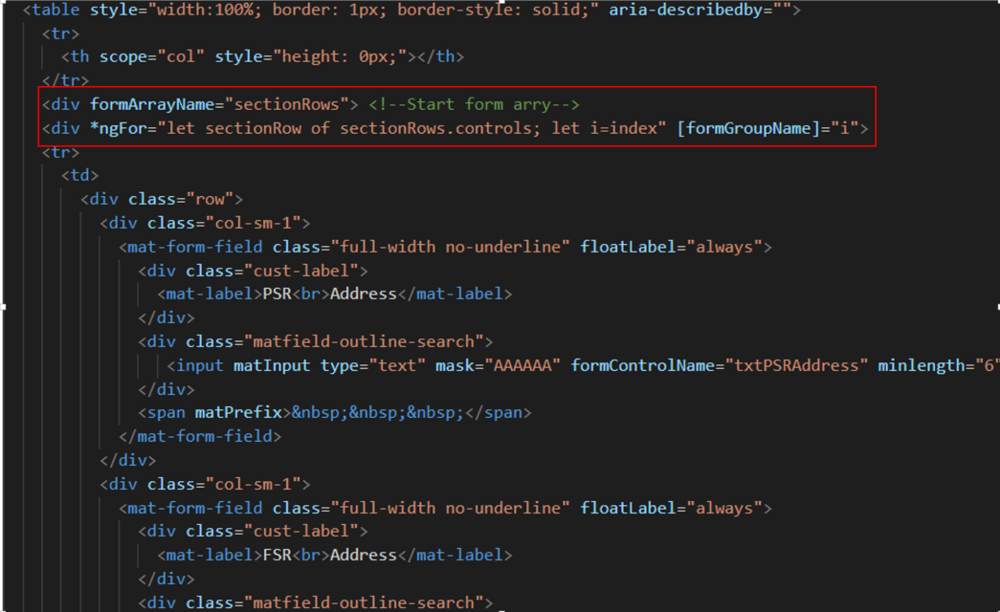 <table style="width:100%; border: 1px; border-style: solid;" aria-describedby="">
<tr>
<th scope="col" style="height: 0px;"></th>
</tr>
<div formArrayName="sectionRows"> <!--Start form arry-->
<div *ngFor="let sectionRow of sectionRows.controls; let i=index" [formGroupName]="i">
<tr>
<td>
<div class="row">
<div class="col-sm-1">
<mat-form-field class="full-width no-underline" floatLabel="always">
<div class="cust-label">
<mat-label>PSR<br>Address</mat-label>
</div>
<div class="matfield-outline-search">
<input matInput type="text" mask="AAAAAA" formControlName="txtPSRAddress" minlength="6"
</div>
<span matPrefix>&nbsp;&nbsp;&nbsp;</span>
</mat-form-field>
</div>
<div class="col-sm-1">
<mat-form-field class="full-width no-underline" floatLabel="always">
<div class="cust-label">
<mat-label>FSR<br>Address</mat-label>
</div>
<div class="matfield-outline-search">